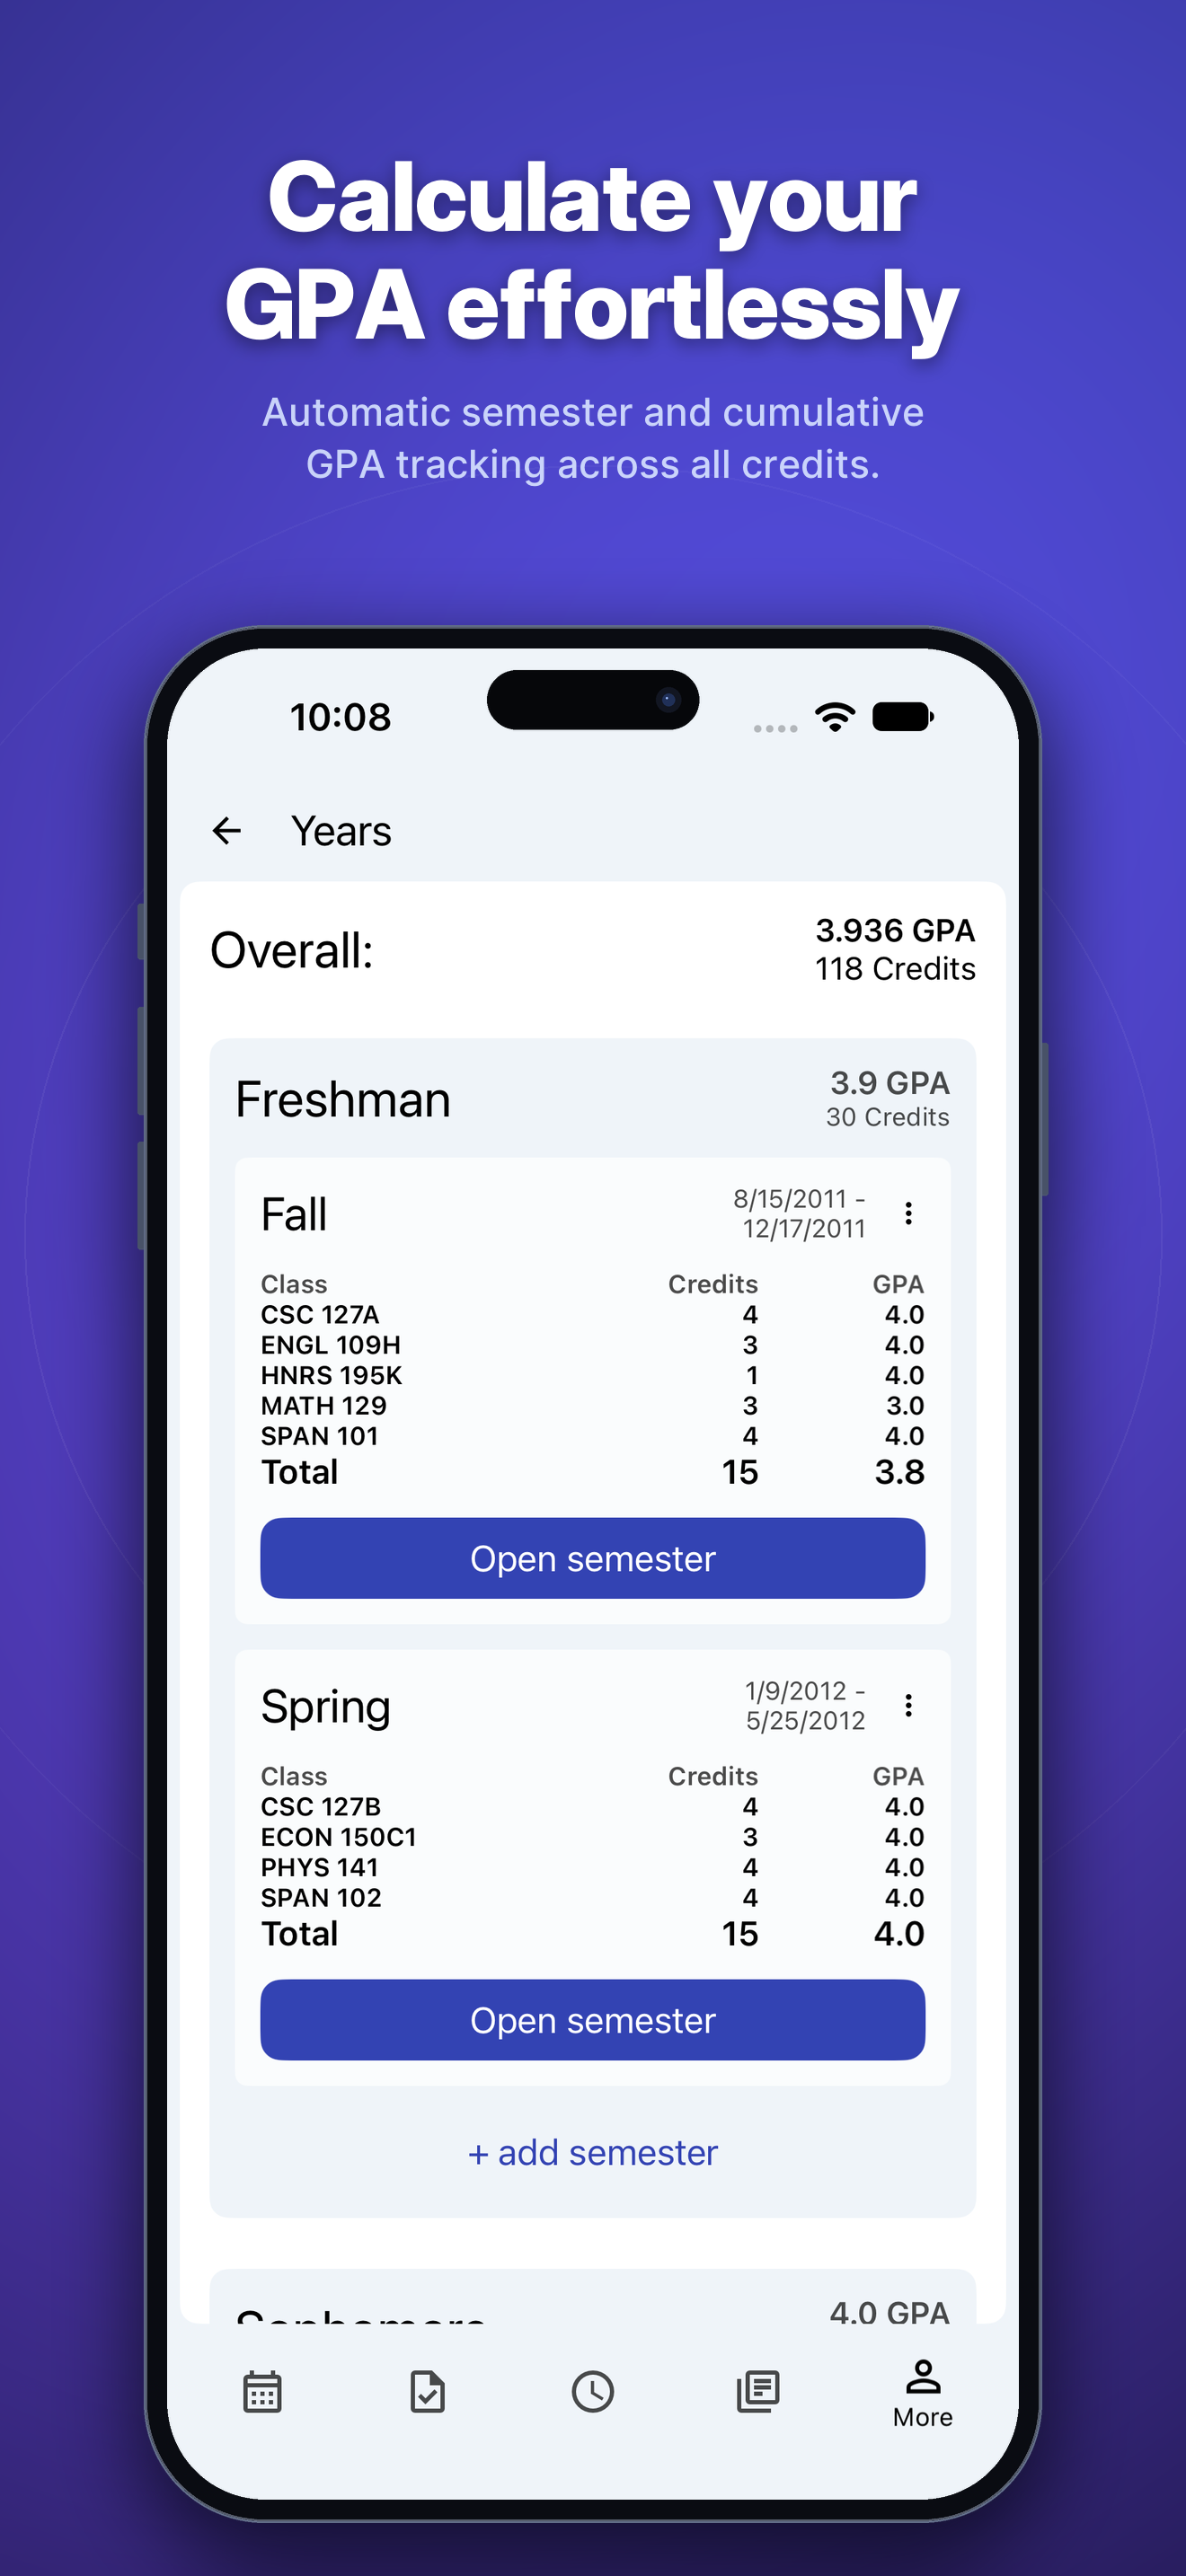 Calculate your
GPA effortlessly
Automatic semester and cumulative
GPA tracking across all credits.
10:08
Years
Overall:
3.936 GPA
118 Credits
Freshman
3.9 GPA
30 Credits
Fall
8/15/2011 -
12/17/2011
Class Credits GPA
CSC 127A 4 4.0
ENGL 109H 3 4.0
HNRS 195K 1 4.0
MATH 129 3 3.0
SPAN 101 4 4.0
Total 15 3.8
Open semester
Spring
1/9/2012 -
5/25/2012
Class Credits GPA
CSC 127B 4 4.0
ECON 150C1 3 4.0
PHYS 141 4 4.0
SPAN 102 4 4.0
Total 15 4.0
Open semester
+ add semester
Sophomore
4.0 GPA
More